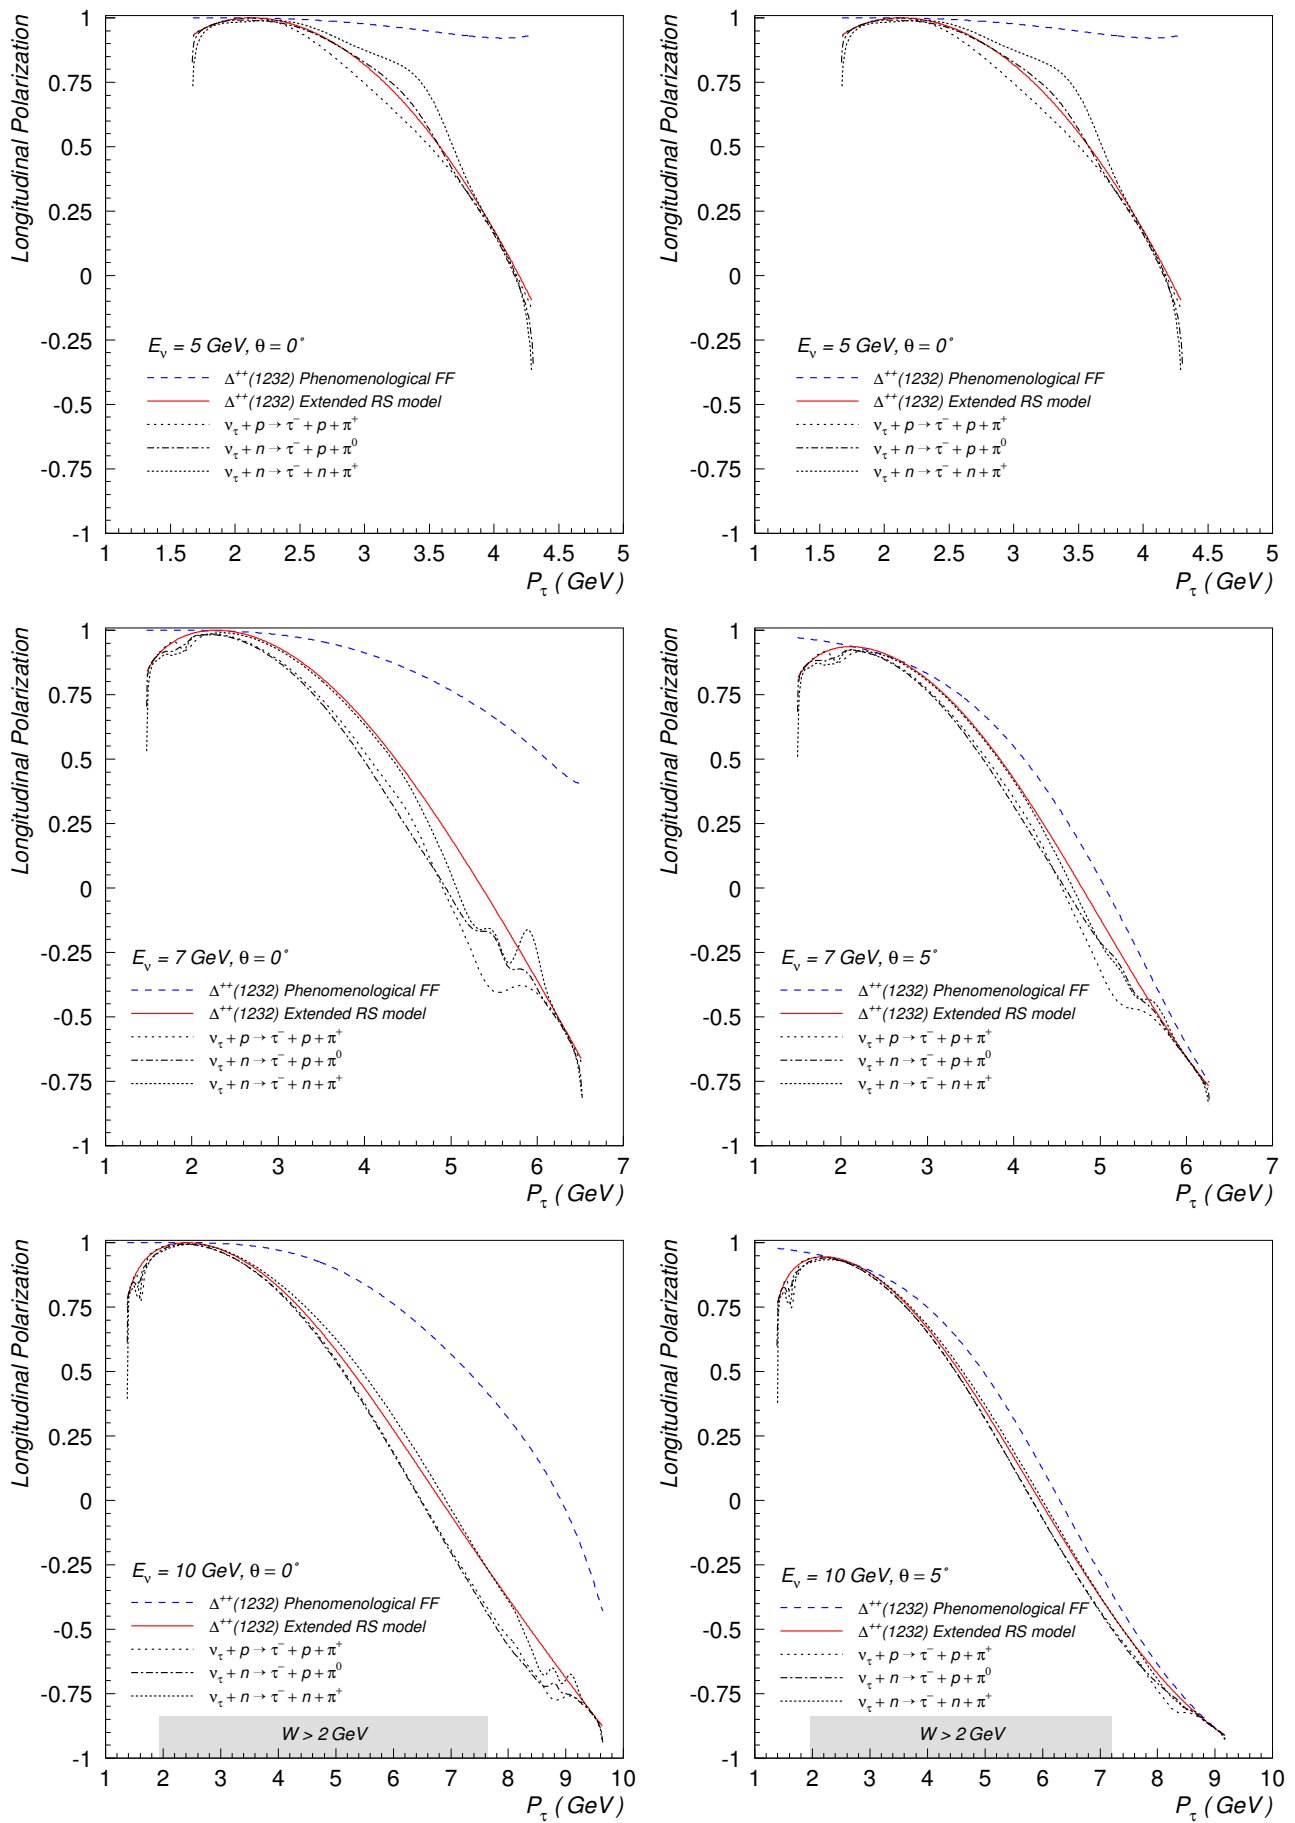 Longitudinal Polarization
1
0.75
0.5
0.25
0
-0.25
-0.5
-0.75
-1
E_ν = 5 GeV, θ = 0°
Δ⁺⁺(1232) Phenomenological FF
Δ⁺⁺(1232) Extended RS model
ν_τ + p → τ⁻ + p + π⁺
ν_τ + n → τ⁻ + p + π⁰
ν_τ + n → τ⁻ + n + π⁺
1 1.5 2 2.5 3 3.5 4 4.5 5
P_τ ( GeV)
Longitudinal Polarization
1
0.75
0.5
0.25
0
-0.25
-0.5
-0.75
-1
E_ν = 5 GeV, θ = 0°
Δ⁺⁺(1232) Phenomenological FF
Δ⁺⁺(1232) Extended RS model
ν_τ + p → τ⁻ + p + π⁺
ν_τ + n → τ⁻ + p + π⁰
ν_τ + n → τ⁻ + n + π⁺
1 1.5 2 2.5 3 3.5 4 4.5 5
P_τ ( GeV)
Longitudinal Polarization
1
0.75
0.5
0.25
0
-0.25
-0.5
-0.75
-1
E_ν = 7 GeV, θ = 0°
Δ⁺⁺(1232) Phenomenological FF
Δ⁺⁺(1232) Extended RS model
ν_τ + p → τ⁻ + p + π⁺
ν_τ + n → τ⁻ + p + π⁰
ν_τ + n → τ⁻ + n + π⁺
1 2 3 4 5 6 7
P_τ ( GeV)
Longitudinal Polarization
1
0.75
0.5
0.25
0
-0.25
-0.5
-0.75
-1
E_ν = 7 GeV, θ = 5°
Δ⁺⁺(1232) Phenomenological FF
Δ⁺⁺(1232) Extended RS model
ν_τ + p → τ⁻ + p + π⁺
ν_τ + n → τ⁻ + p + π⁰
ν_τ + n → τ⁻ + n + π⁺
1 2 3 4 5 6 7
P_τ ( GeV)
Longitudinal Polarization
1
0.75
0.5
0.25
0
-0.25
-0.5
-0.75
-1
E_ν = 10 GeV, θ = 0°
Δ⁺⁺(1232) Phenomenological FF
Δ⁺⁺(1232) Extended RS model
ν_τ + p → τ⁻ + p + π⁺
ν_τ + n → τ⁻ + p + π⁰
ν_τ + n → τ⁻ + n + π⁺
W > 2 GeV
1 2 3 4 5 6 7 8 9 10
P_τ ( GeV)
Longitudinal Polarization
1
0.75
0.5
0.25
0
-0.25
-0.5
-0.75
-1
E_ν = 10 GeV, θ = 5°
Δ⁺⁺(1232) Phenomenological FF
Δ⁺⁺(1232) Extended RS model
ν_τ + p → τ⁻ + p + π⁺
ν_τ + n → τ⁻ + p + π⁰
ν_τ + n → τ⁻ + n + π⁺
W > 2 GeV
1 2 3 4 5 6 7 8 9 10
P_τ ( GeV)